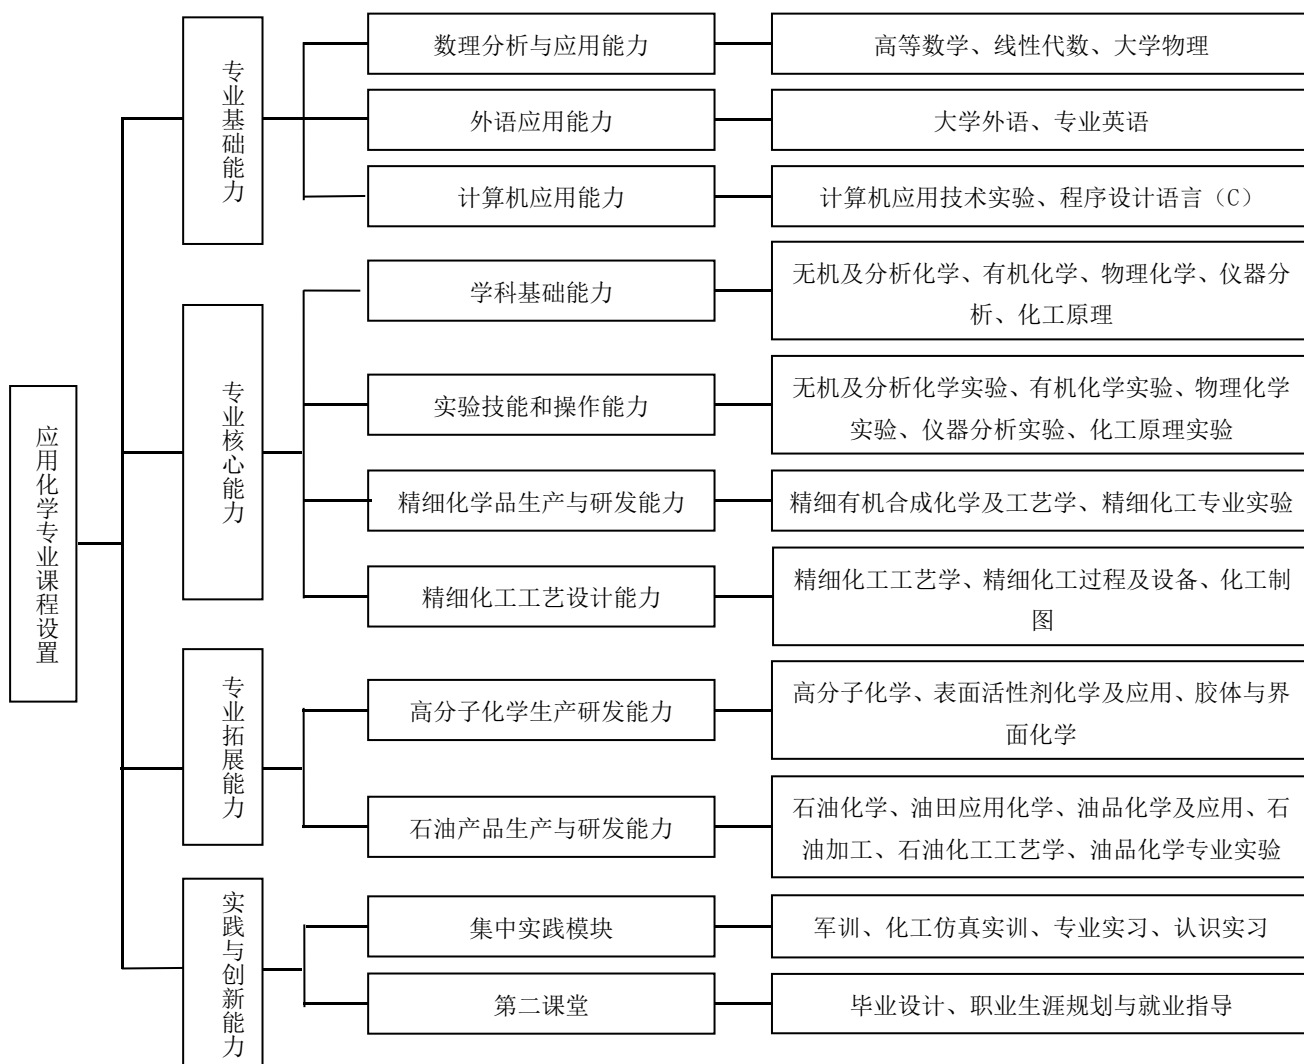 应用化学专业课程设置
专业基础能力
数理分析与应用能力
高等数学、线性代数、大学物理
外语应用能力
大学外语、专业英语
计算机应用能力
计算机应用技术实验、程序设计语言（C）
专业核心能力
学科基础能力
无机及分析化学、有机化学、物理化学、仪器分
析、化工原理
实验技能和操作能力
无机及分析化学实验、有机化学实验、物理化学
实验、仪器分析实验、化工原理实验
精细化学品生产与研发能力
精细有机合成化学及工艺学、精细化工专业实验
精细化工工艺设计能力
精细化工工艺学、精细化工过程及设备、化工制
图
专业拓展能力
高分子化学生产研发能力
高分子化学、表面活性剂化学及应用、胶体与界
面化学
石油产品生产与研发能力
石油化学、油田应用化学、油品化学及应用、石
油加工、石油化工工艺学、油品化学专业实验
实践与创新能力
集中实践模块
军训、化工仿真实训、专业实习、认识实习
第二课堂
毕业设计、职业生涯规划与就业指导